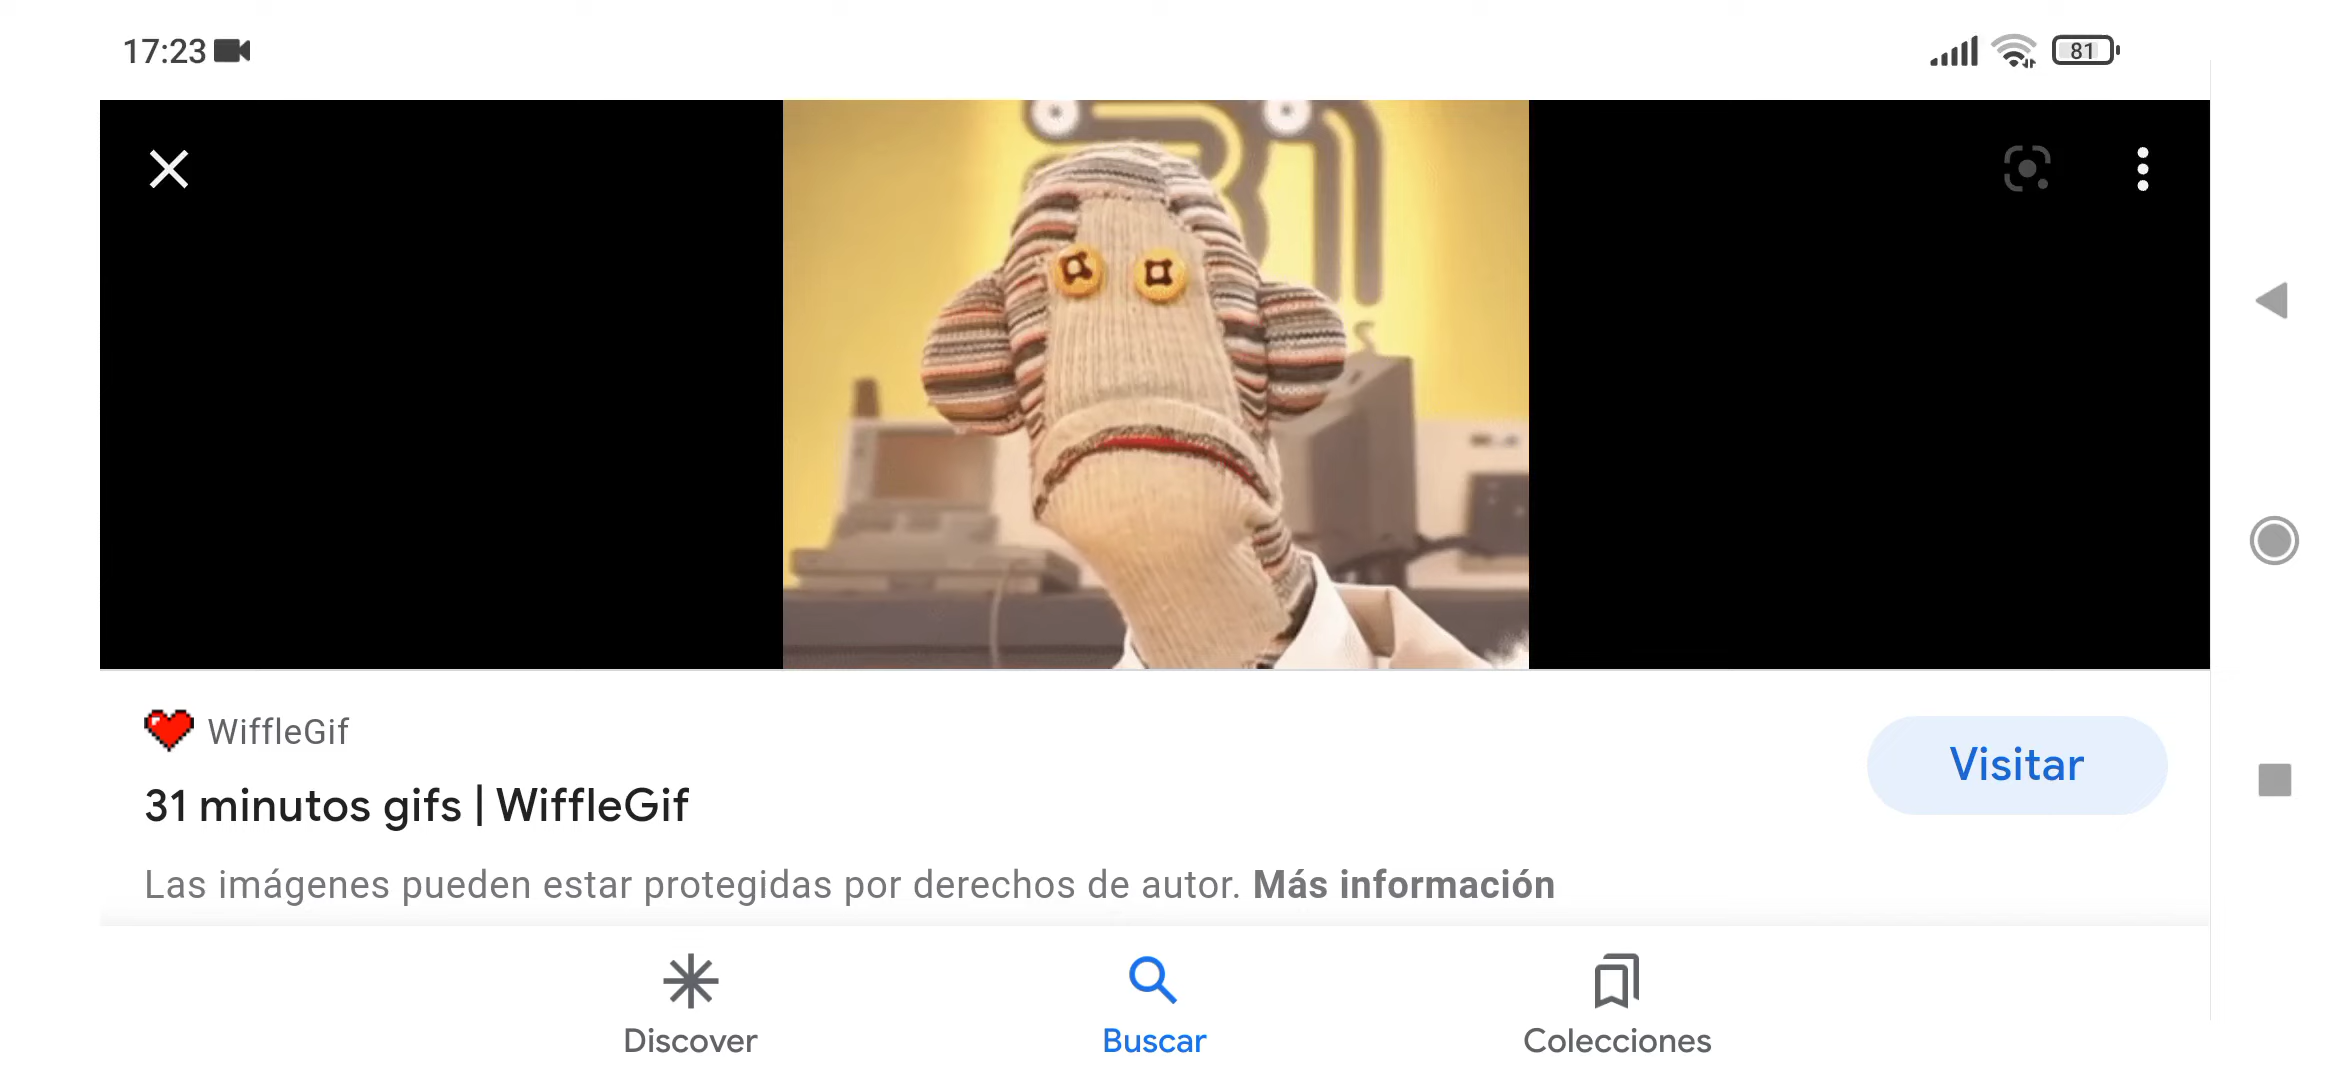 17:23
81
31
WiffleGif
31 minutos gifs | WiffleGif
Visitar
Las imágenes pueden estar protegidas por derechos de autor. Más información
Discover
Buscar
Colecciones